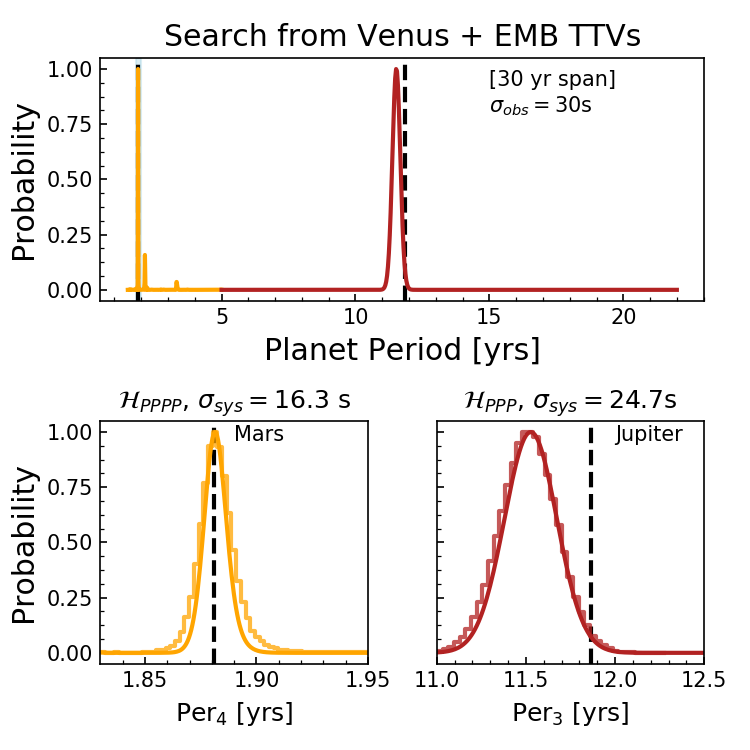 Search from Venus + EMB TTVs
Probability
1.00
0.75
0.50
0.25
0.00
[30 yr span]
σ_obs = 30s
5 10 15 20
Planet Period [yrs]
ℋ_PPPP, σ_sys = 16.3 s
Probability
1.00
0.75
0.50
0.25
0.00
Mars
1.85 1.90 1.95
Per_4 [yrs]
ℋ_PPP, σ_sys = 24.7s
Jupiter
11.0 11.5 12.0 12.5
Per_3 [yrs]